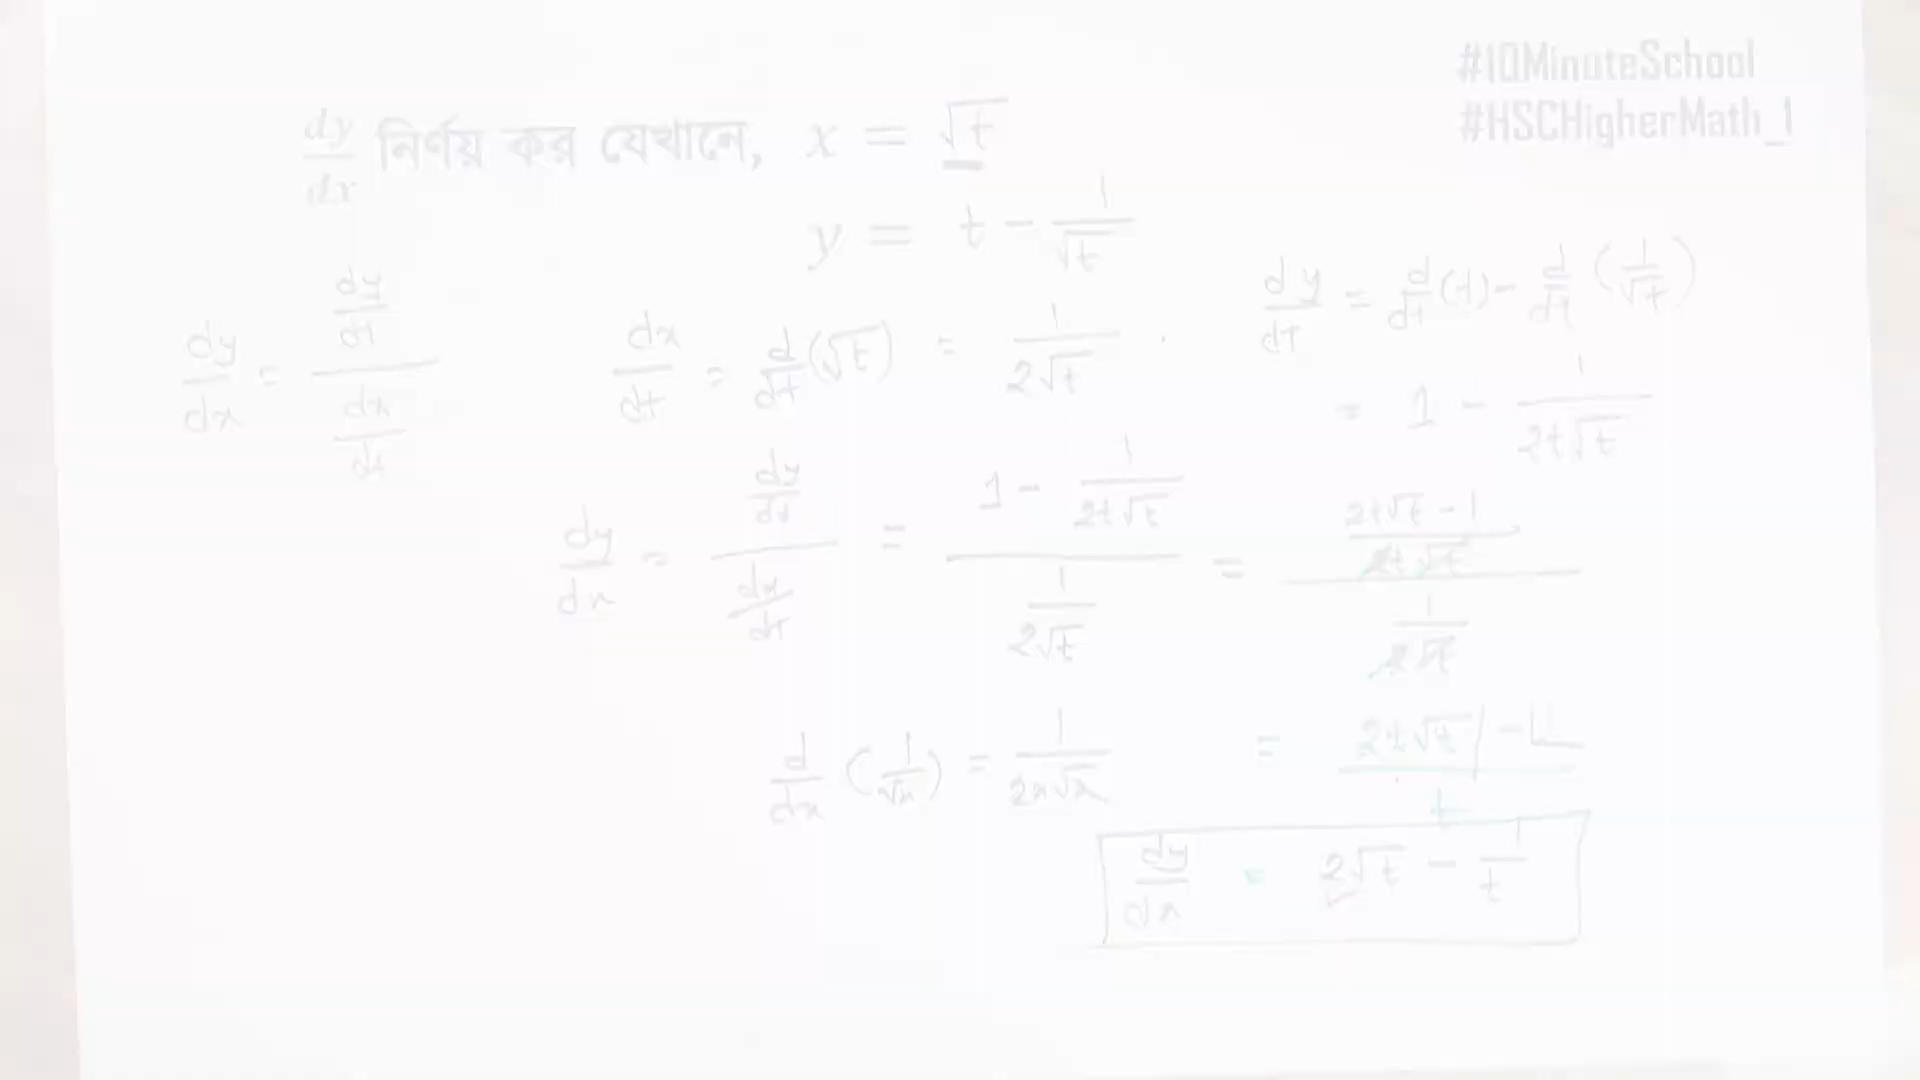 #10MinuteSchool
#HSCHigherMath_1
dy/dx নির্ণয় কর যেখানে, x = √t
y = t - 1/√t
dy/dx = (dy/dt)/(dx/dt)
dx/dt = d/dt (√t) = 1/(2√t)
dy/dt = d/dt (t) - d/dt (1/√t)
= 1 - 1/(2t√t)
dy/dx = (dy/dt)/(dx/dt) = (1 - 1/(2t√t))/(1/(2√t)) = ((2t√t - 1)/(2t√t))/(1/(2√t))
d/dx (1/√x) = 1/(2x√x)
= (2t√t - 1)/t
dy/dx = 2√t - 1/t